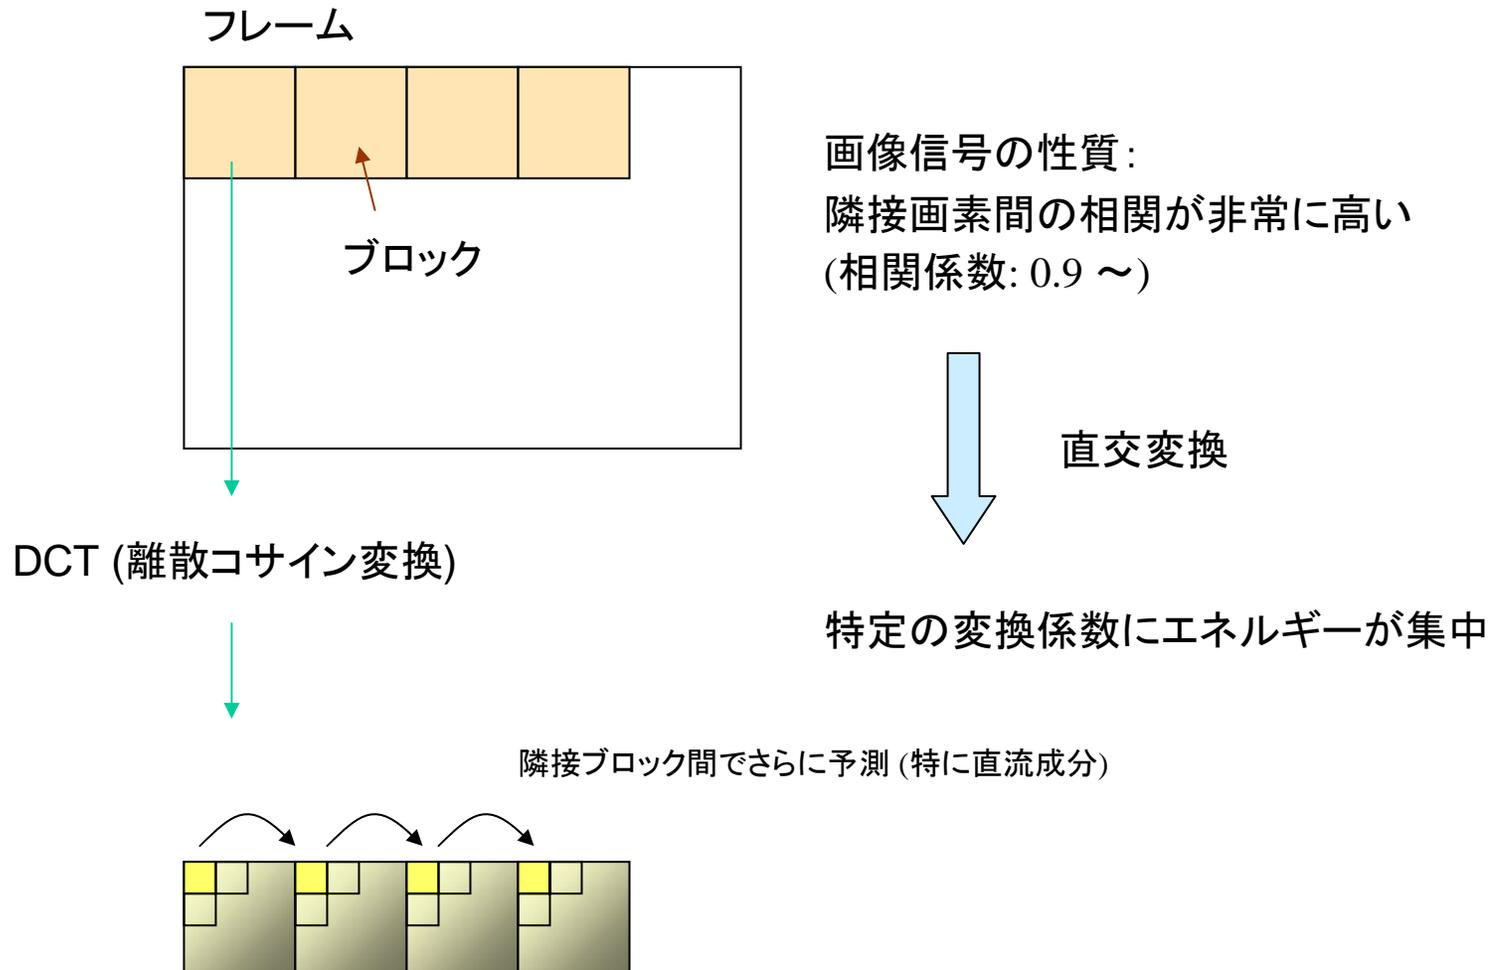 フレーム
ブロック
画像信号の性質:
隣接画素間の相関が非常に高い
(相関係数: 0.9 ～)
直交変換
DCT (離散コサイン変換)
特定の変換係数にエネルギーが集中
隣接ブロック間でさらに予測 (特に直流成分)